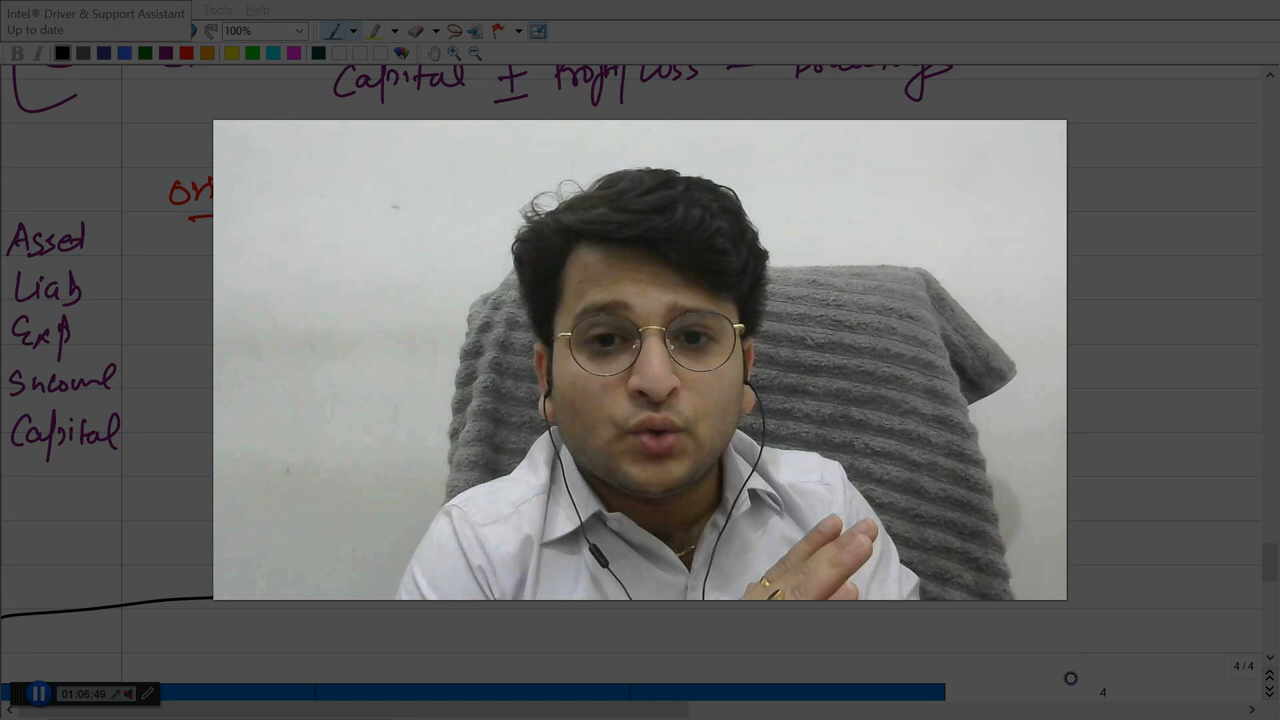 Intel® Driver & Support Assistant
Up to date
Tools Help
100%
B I
Capital ± Profit/Loss –
Assed
Liab
Exp
Sncome
Capital
4 / 4
01:06:49
4